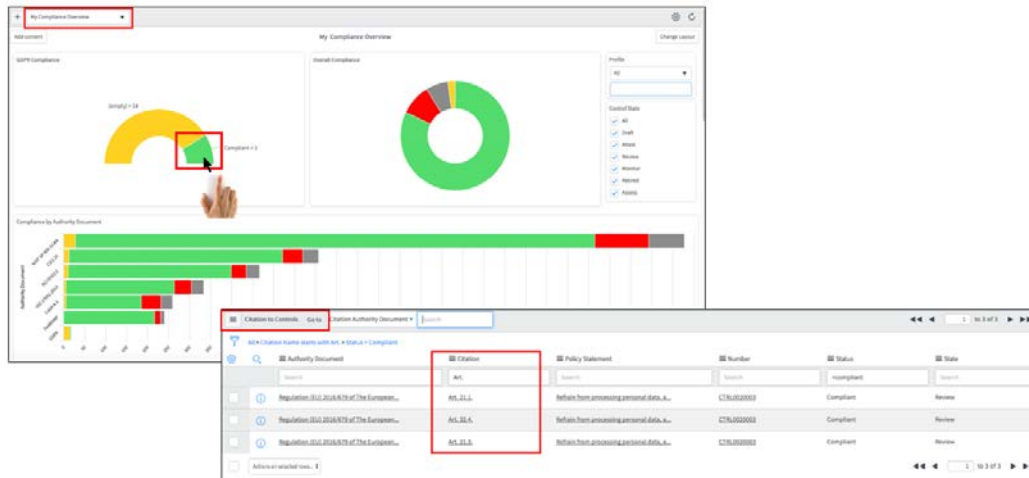 My Compliance Overview
Add content
My Compliance Overview
Change Layout
GDPR Compliance
Overall Compliance
Profile
All
(empty) = 14
Compliant = 3
Control State
All
Draft
Attest
Review
Monitor
Retired
Assess
Compliance by Authority Document
Authority Document
Citation to Controls Go to Citation Authority Document Search
1 to 3 of 3
All > Citation Name starts with Art. > Status = Compliant
Authority Document Citation Policy Statement Number Status State
Search Art. Search Search =compliant Search
Regulation (EU) 2016/679 of The European... Art. 21.1. Refrain from processing personal data, a... CTRL0020003 Compliant Review
Regulation (EU) 2016/679 of The European... Refrain from processing personal data, a... CTRL0020003 Compliant Review
Regulation (EU) 2016/679 of The European... Art. 21.3. Refrain from processing personal data, a... CTRL0020003 Compliant Review
Actions on selected rows...
1 to 3 of 3